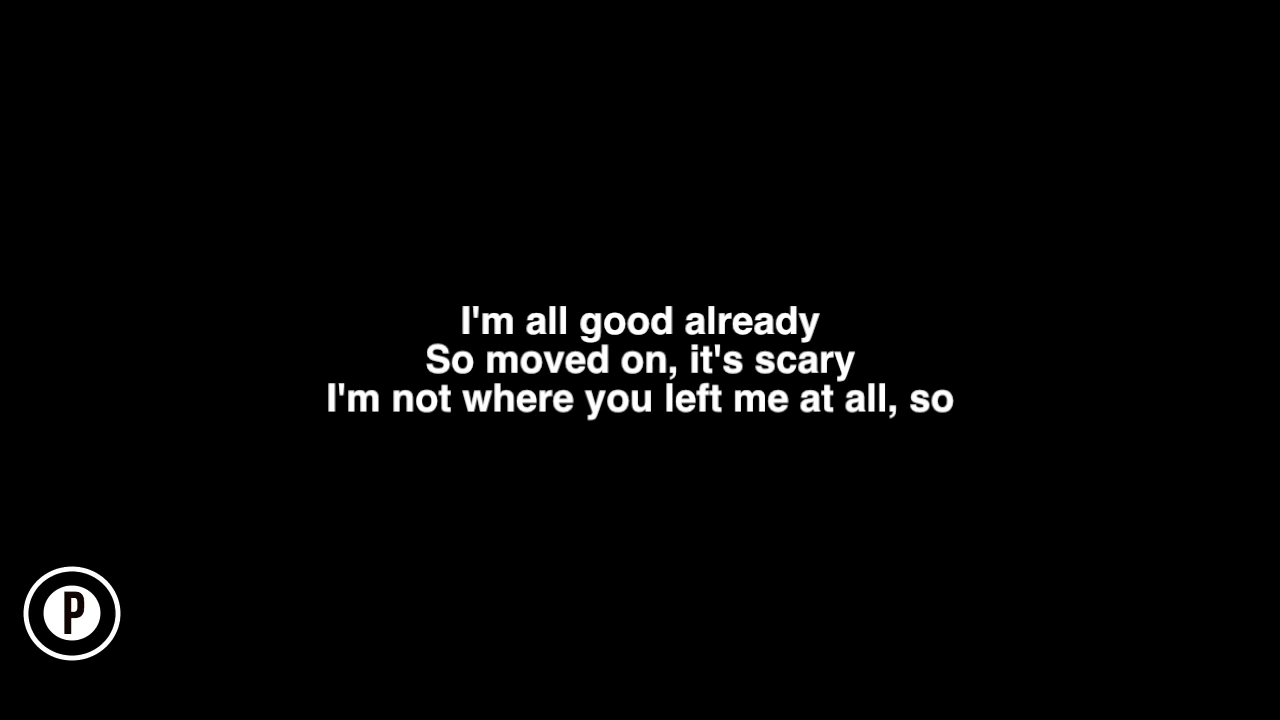 I'm all good already
So moved on, it's scary
I'm not where you left me at all, so
P